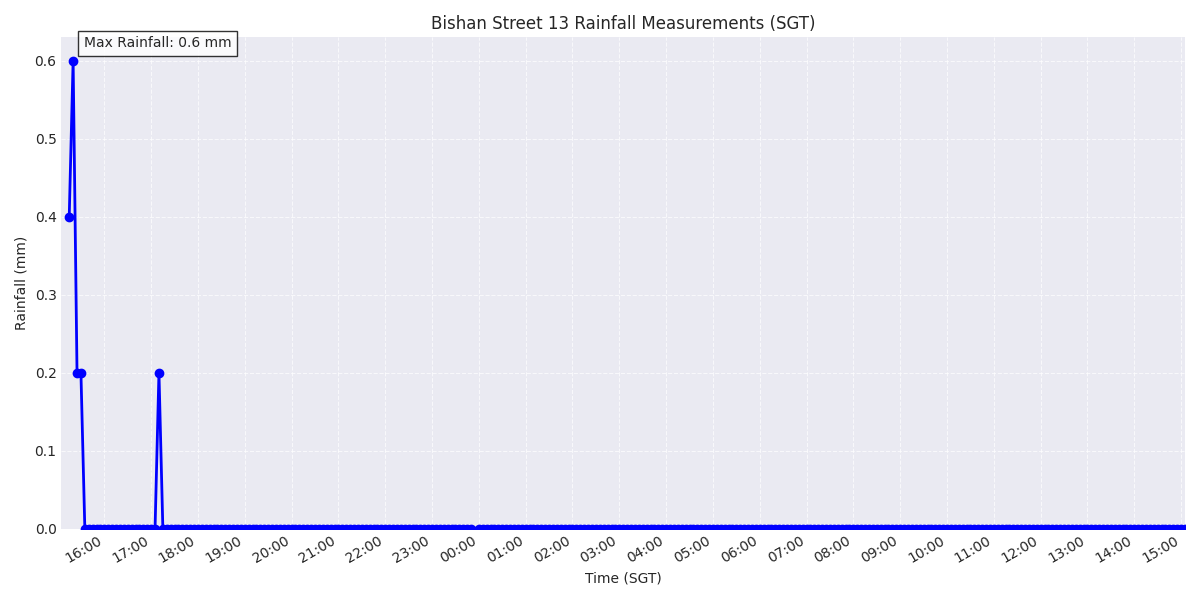 Bishan Street 13 Rainfall Measurements (SGT)
Max Rainfall: 0.6 mm
0.6
0.5
0.4
0.3
0.2
0.1
0.0
Rainfall (mm)
16:00 17:00 18:00 19:00 20:00 21:00 22:00 23:00 00:00 01:00 02:00 03:00 04:00 05:00 06:00 07:00 08:00 09:00 10:00 11:00 12:00 13:00 14:00 15:00
Time (SGT)